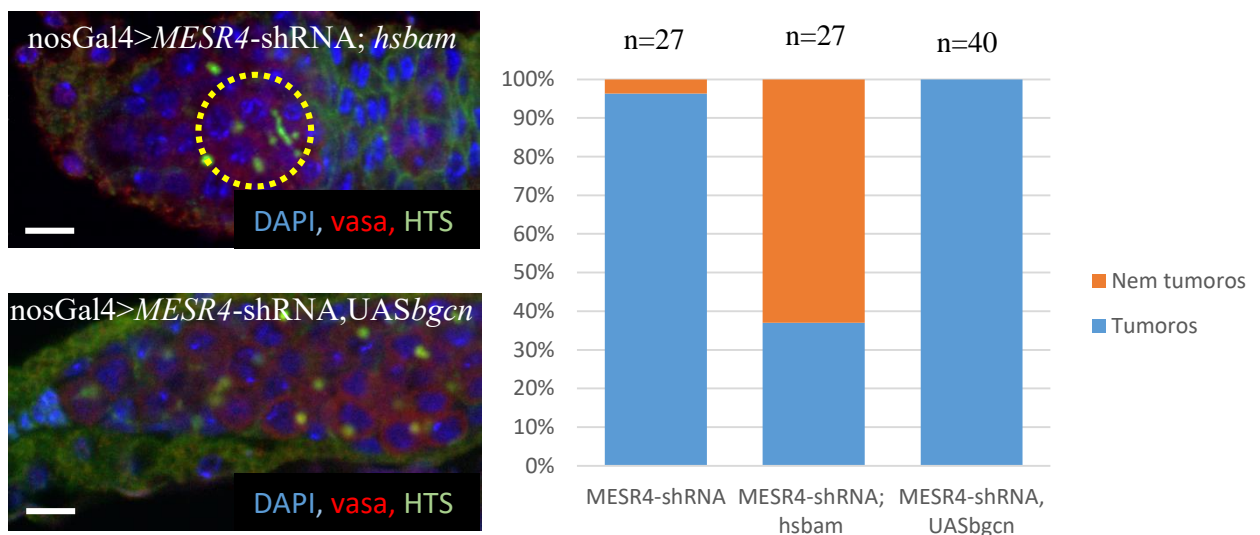 nosGal4>MESR4-shRNA; hsbam
DAPI, vasa, HTS
nosGal4>MESR4-shRNA,UASbgcn
DAPI, vasa, HTS
n=27
n=27
n=40
100%
90%
80%
70%
60%
50%
40%
30%
20%
10%
0%
MESR4-shRNA
MESR4-shRNA;
hsbam
MESR4-shRNA,
UASbgcn
Nem tumoros
Tumoros